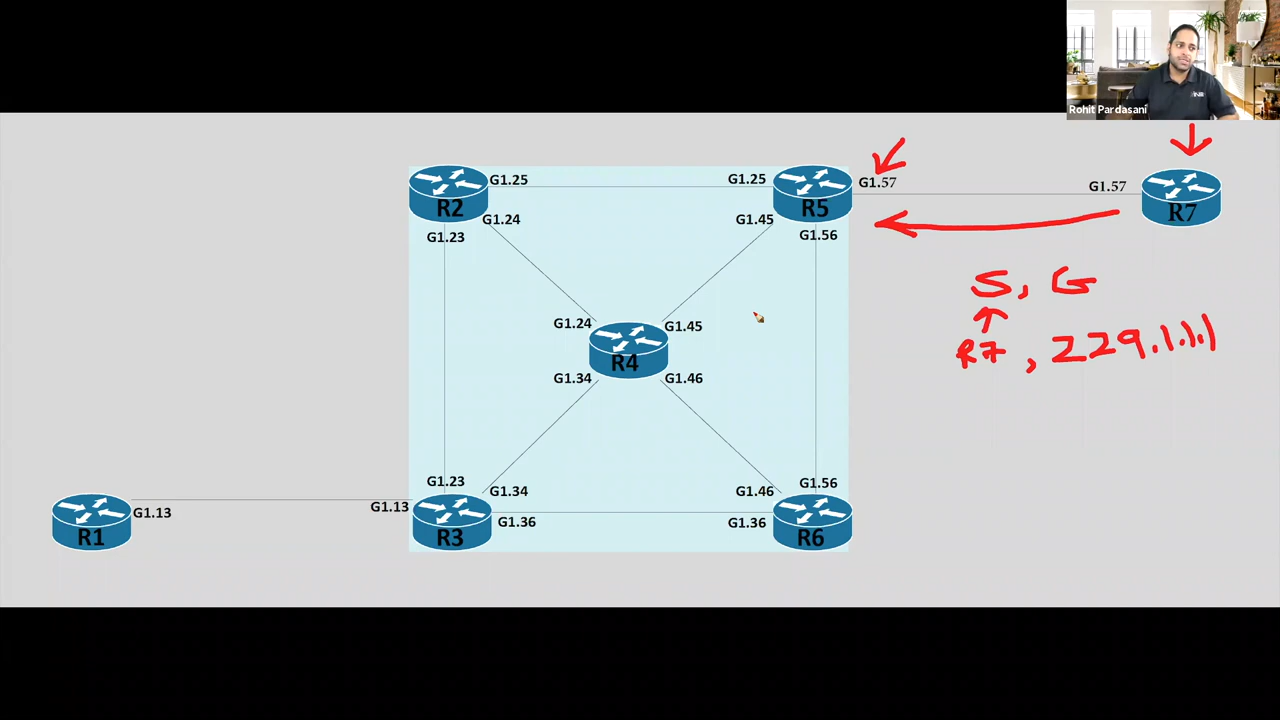 Rohit Pardasani
R2
G1.25
G1.25
R5
G1.57
G1.57
R7
G1.24
G1.45
G1.23
G1.56
S, G
R7, 229.1.1.1
G1.24
G1.45
R4
G1.34
G1.46
G1.23
G1.34
G1.46
G1.56
R1
G1.13
G1.13
R3
G1.36
G1.36
R6